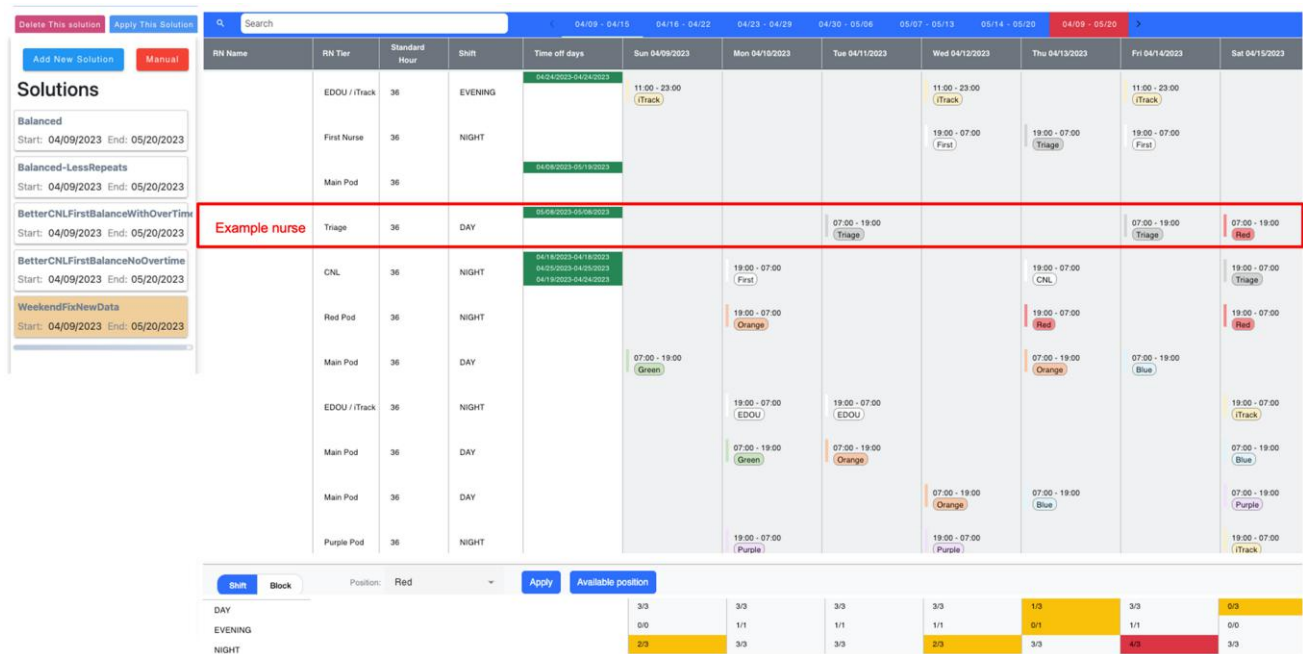 Delete This solution Apply This Solution
Search
04/09 - 04/15 04/16 - 04/22 04/23 - 04/29 04/30 - 05/06 05/07 - 05/13 05/14 - 05/20 04/09 - 05/20
Add New Solution Manual
Solutions
Balanced
Start: 04/09/2023 End: 05/20/2023
Balanced-LessRepeats
Start: 04/09/2023 End: 05/20/2023
BetterCNLFirstBalanceWithOverTime
Start: 04/09/2023 End: 05/20/2023
BetterCNLFirstBalanceNoOvertime
Start: 04/09/2023 End: 05/20/2023
WeekendFixNewData
Start: 04/09/2023 End: 05/20/2023
RN Name RN Tier Standard Hour Shift Time off days Sun 04/09/2023 Mon 04/10/2023 Tue 04/11/2023 Wed 04/12/2023 Thu 04/13/2023 Fri 04/14/2023 Sat 04/15/2023
04/24/2023-04/24/2023
EDOU / iTrack 36 EVENING 11:00 - 23:00 11:00 - 23:00 11:00 - 23:00
iTrack iTrack iTrack
First Nurse 36 NIGHT 19:00 - 07:00 19:00 - 07:00 19:00 - 07:00
First Triage First
04/08/2023-05/19/2023
Main Pod 36
05/08/2023-05/08/2023
Example nurse Triage 36 DAY 07:00 - 19:00 07:00 - 19:00 07:00 - 19:00
Triage Triage Red
04/18/2023-04/18/2023
04/25/2023-04/25/2023
04/19/2023-04/24/2023
CNL 36 NIGHT 19:00 - 07:00 19:00 - 07:00 19:00 - 07:00
First CNL Triage
Red Pod 36 NIGHT 19:00 - 07:00 19:00 - 07:00 19:00 - 07:00
Orange Red Red
Main Pod 36 DAY 07:00 - 19:00 07:00 - 19:00 07:00 - 19:00
Green Orange Blue
EDOU / iTrack 36 NIGHT 19:00 - 07:00 19:00 - 07:00 19:00 - 07:00
EDOU EDOU iTrack
Main Pod 36 DAY 07:00 - 19:00 07:00 - 19:00 07:00 - 19:00
Green Orange Blue
Main Pod 36 DAY 07:00 - 19:00 07:00 - 19:00 07:00 - 19:00
Orange Blue Purple
Purple Pod 36 NIGHT 19:00 - 07:00 19:00 - 07:00 19:00 - 07:00
Purple Purple iTrack
Shift Block Position: Red Apply Available position
DAY 3/3 3/3 3/3 3/3 1/3 3/3 0/3
EVENING 0/0 1/1 1/1 1/1 0/1 1/1 0/0
NIGHT 2/3 3/3 3/3 2/3 3/3 4/3 3/3